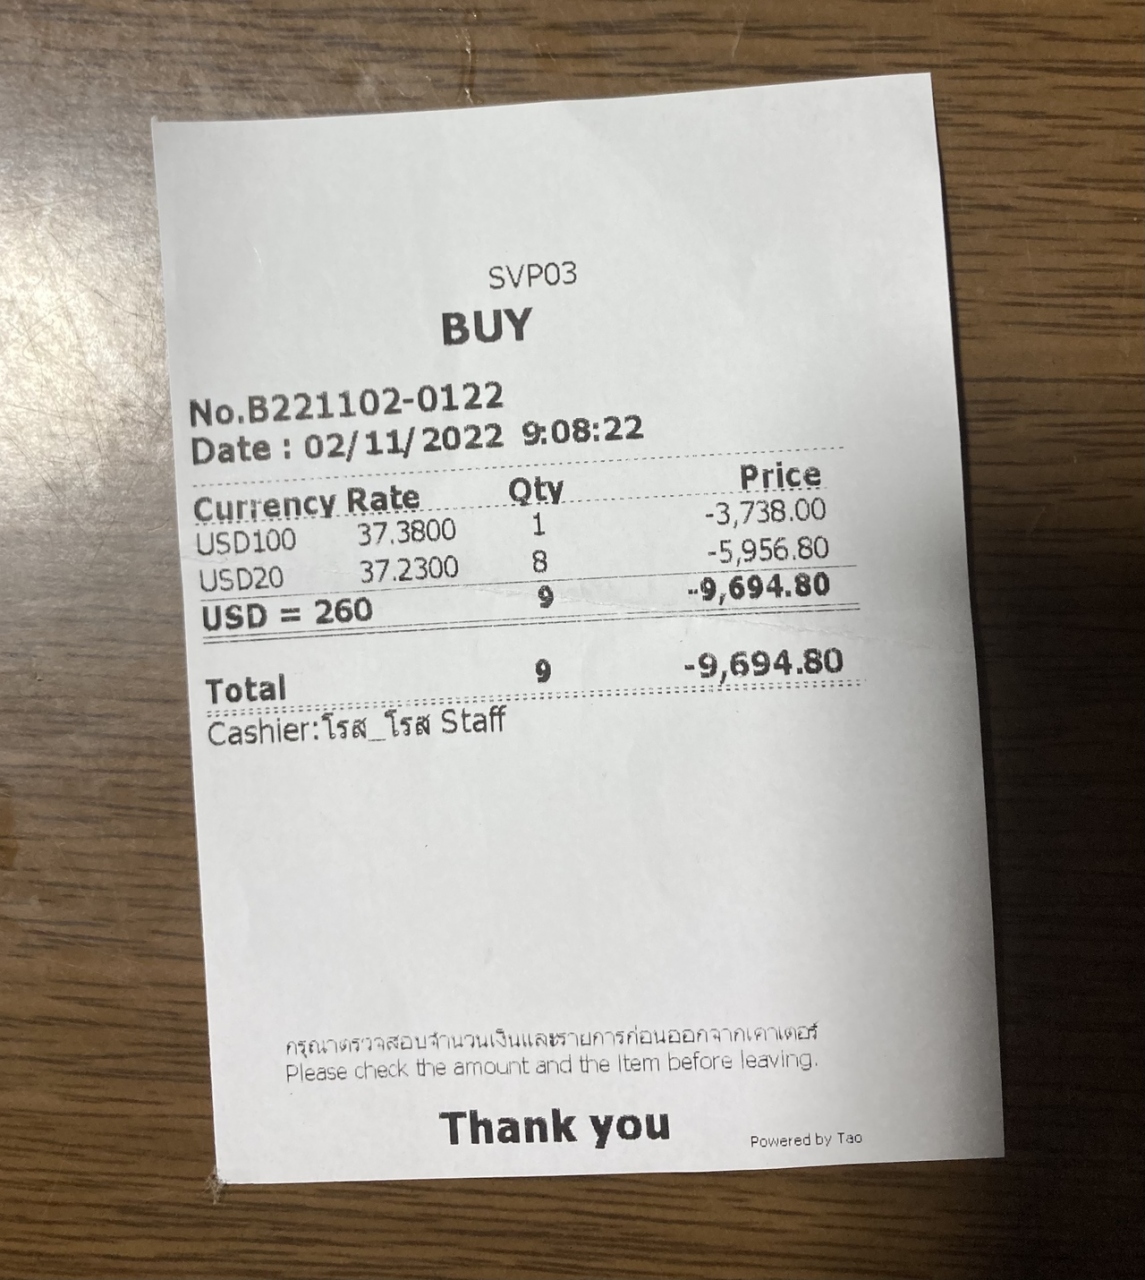 SVP03
BUY
No.B221102-0122
Date : 02/11/2022 9:08:22
Currency Rate Qty Price
USD100 37.3800 1 -3,738.00
USD20 37.2300 8 -5,956.80
USD = 260 9 -9,694.80
Total 9 -9,694.80
Cashier:โรส_โรส Staff
กรุณาตรวจสอบจำนวนเงินและรายการก่อนออกจากเคาเตอร์
Please check the amount and the Item before leaving.
Thank you
Powered by Tao